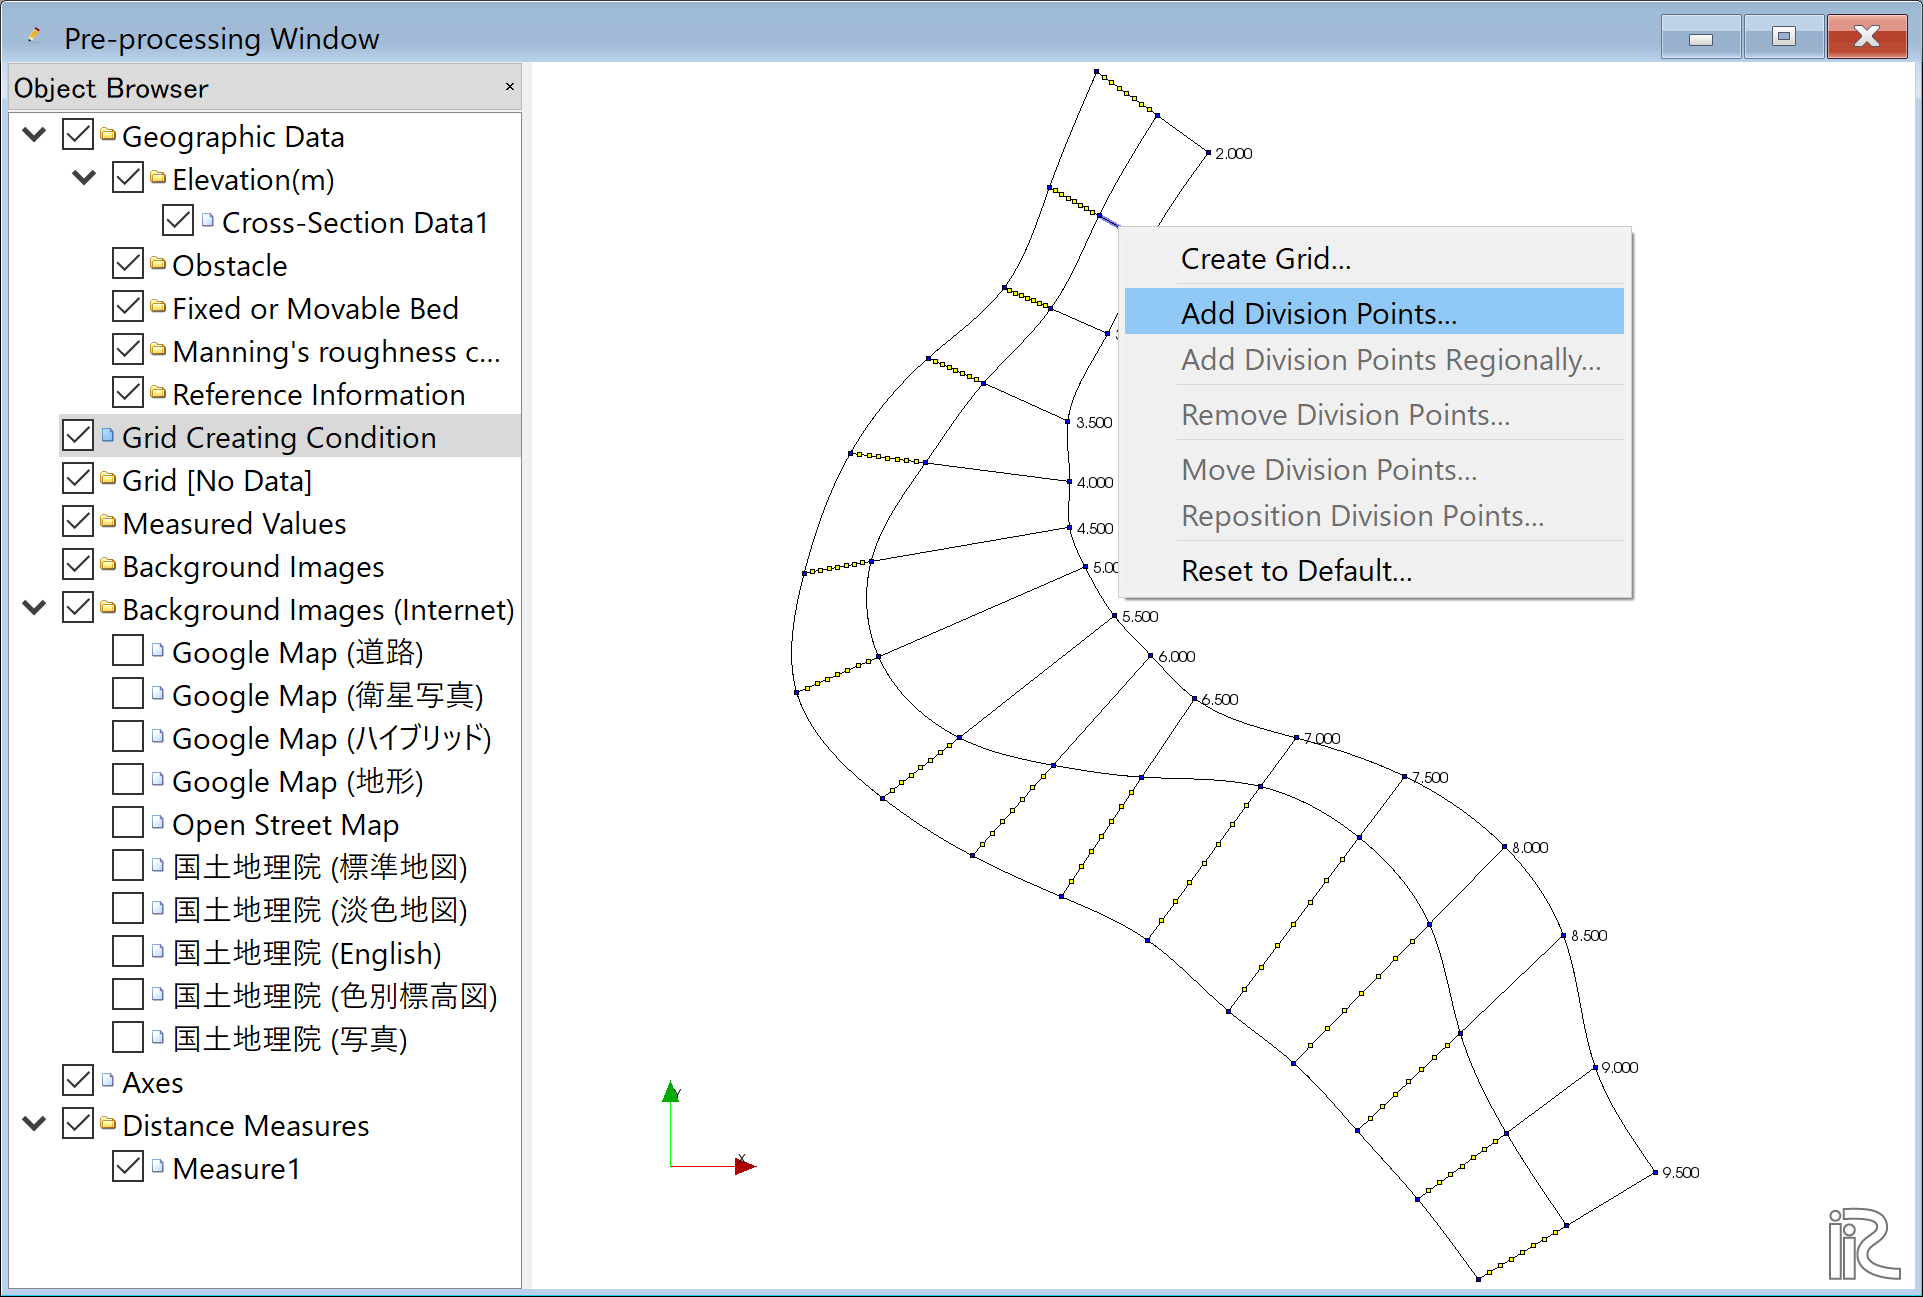 Pre-processing Window
Object Browser
Geographic Data
Elevation(m)
Cross-Section Data1
Obstacle
Fixed or Movable Bed
Manning's roughness c...
Reference Information
Grid Creating Condition
Grid [No Data]
Measured Values
Background Images
Background Images (Internet)
Google Map (道路)
Google Map (衛星写真)
Google Map (ハイブリッド)
Google Map (地形)
Open Street Map
国土地理院 (標準地図)
国土地理院 (淡色地図)
国土地理院 (English)
国土地理院 (色別標高図)
国土地理院 (写真)
Axes
Distance Measures
Measure1
2.000
Create Grid...
Add Division Points...
Add Division Points Regionally...
Remove Division Points...
Move Division Points...
Reposition Division Points...
Reset to Default...
3.500
4.000
4.500
5.00
5.500
6.000
6.500
7.000
7.500
8.000
8.500
9.000
9.500
Y
X
iRIC